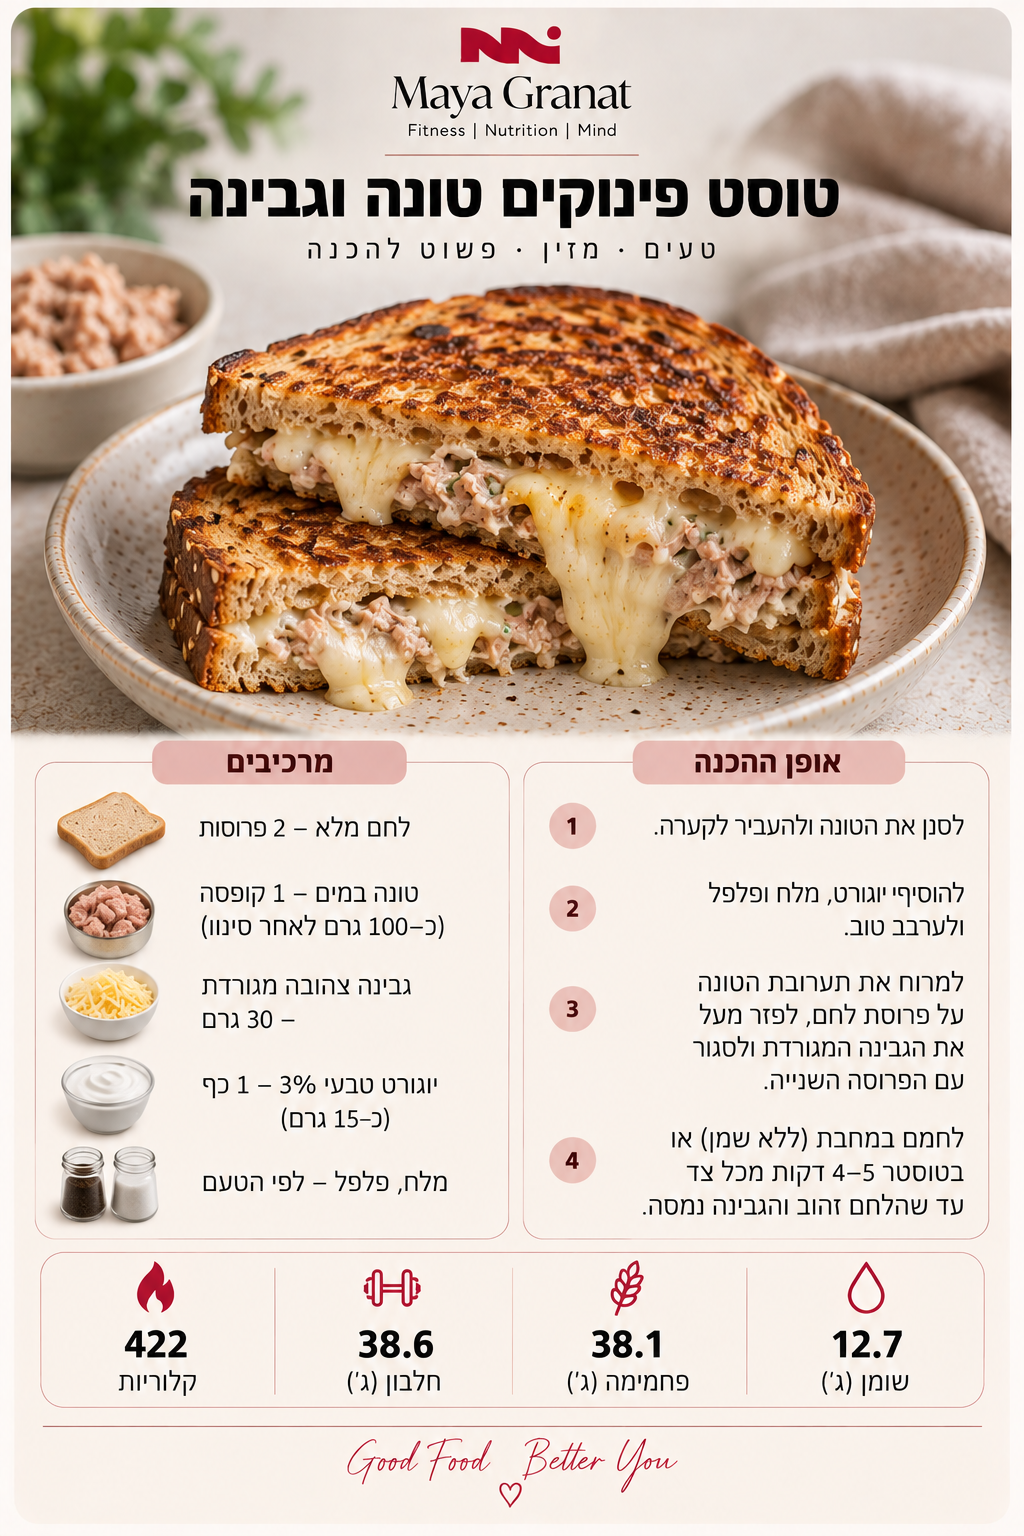 Maya Granat
Fitness | Nutrition | Mind
טוסט פינוקים טונה וגבינה
טעים · מזין · פשוט להכנה
אופן ההכנה
1
לסנן את הטונה ולהעביר לקערה.
2
להוסיףי יוגורט, מלח ופלפל
ולערבב טוב.
3
למרוח את תערובת הטונה
על פרוסת לחם, לפזר מעל
את הגבינה המגורדת ולסגור
עם הפרוסה השנייה.
4
לחמם במחבת (ללא שמן) או
בטוסטר 4–5 דקות מכל צד
עד שהלחם זהוב והגבינה נמסה.
מרכיבים
לחם מלא – 2 פרוסות
טונה במים – 1 קופסה
(כ–100 גרם לאחר סינוו)
גבינה צהובה מגורדת
– 30 גרם
יוגורט טבעי 3% – 1 כף
(כ–15 גרם)
מלח, פלפל – לפי הטעם
12.7
שומן (ג')
38.1
פחמימה (ג')
38.6
חלבון (ג')
422
קלוריות
Good Food Better You